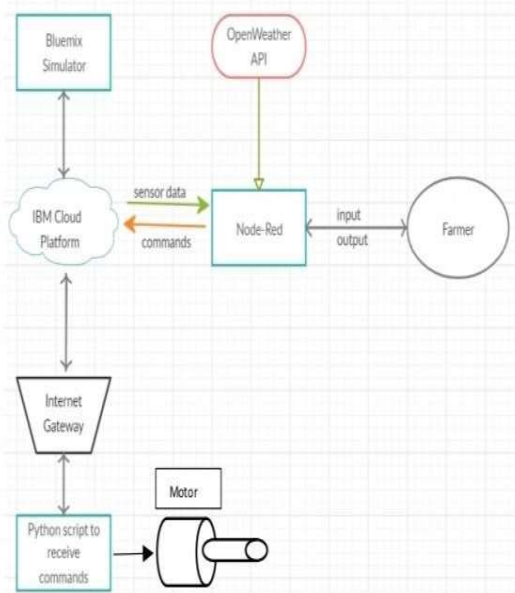 Bluemix
Simulator
OpenWeather
API
IBM Cloud
Platform
sensor data
commands
Node-Red
input
output
Farmer
Internet
Gateway
Python script to
receive
commands
Motor